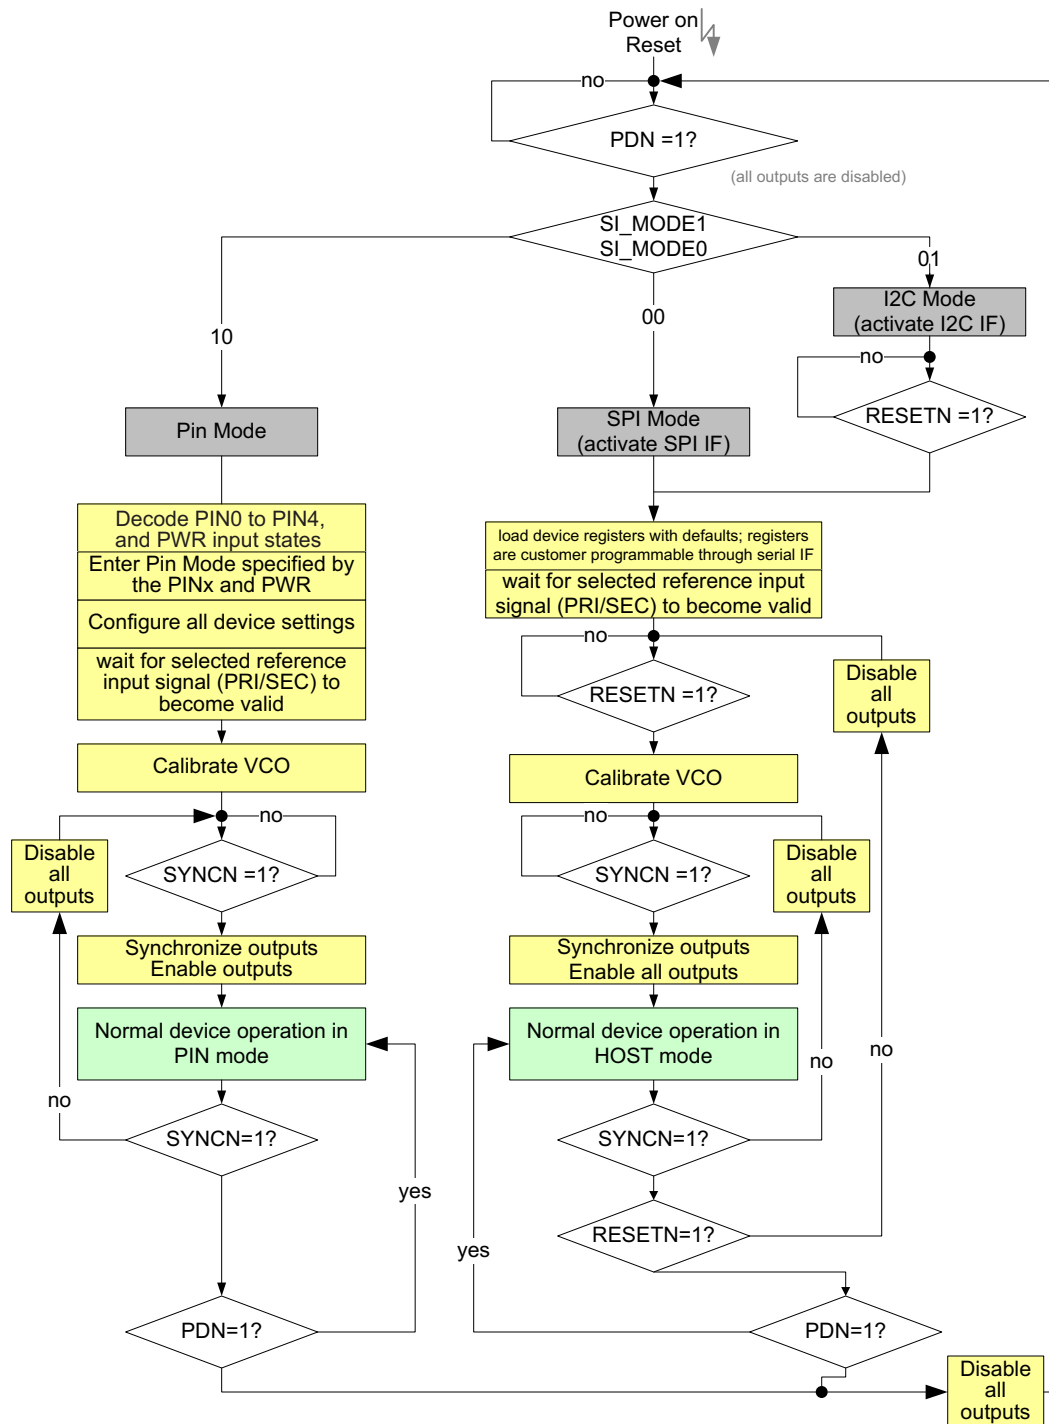 Power on
Reset
no
PDN =1?
(all outputs are disabled)
SI_MODE1
SI_MODE0
01
I2C Mode
(activate I2C IF)
00
10
no
RESETN =1?
Pin Mode
SPI Mode
(activate SPI IF)
Decode PIN0 to PIN4,
and PWR input states
Enter Pin Mode specified by
the PINx and PWR
Configure all device settings
wait for selected reference
input signal (PRI/SEC) to
become valid
load device registers with defaults; registers
are customer programmable through serial IF
wait for selected reference input
signal (PRI/SEC) to become valid
no
RESETN =1?
Disable
all
outputs
Calibrate VCO
Calibrate VCO
no
no
Disable
all
outputs
SYNCN =1?
SYNCN =1?
Disable
all
outputs
Synchronize outputs
Enable outputs
Synchronize outputs
Enable all outputs
Normal device operation in
PIN mode
Normal device operation in
HOST mode
no
no
no
SYNCN=1?
SYNCN=1?
yes
RESETN=1?
yes
PDN=1?
PDN=1?
Disable
all
outputs